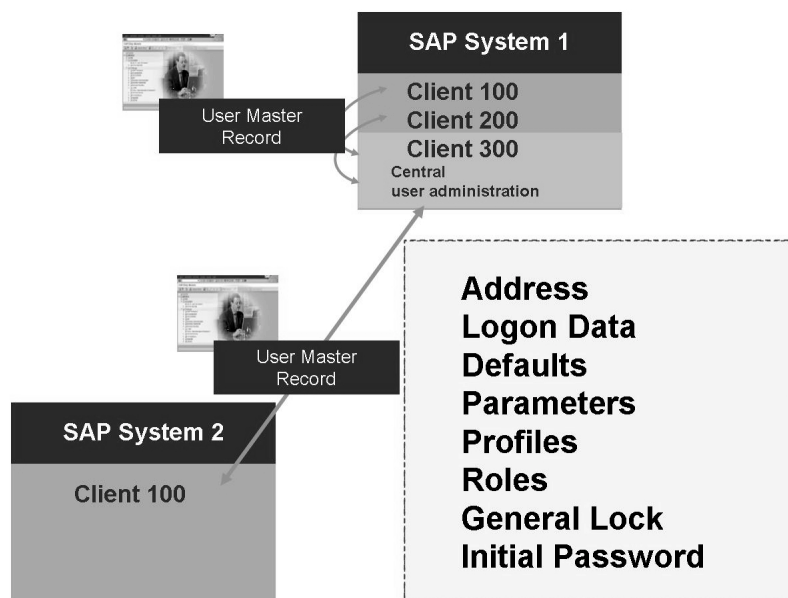 SAP System 1
Client 100
Client 200
Client 300
Central
user administration
User Master
Record
User Master
Record
SAP System 2
Client 100
Address
Logon Data
Defaults
Parameters
Profiles
Roles
General Lock
Initial Password